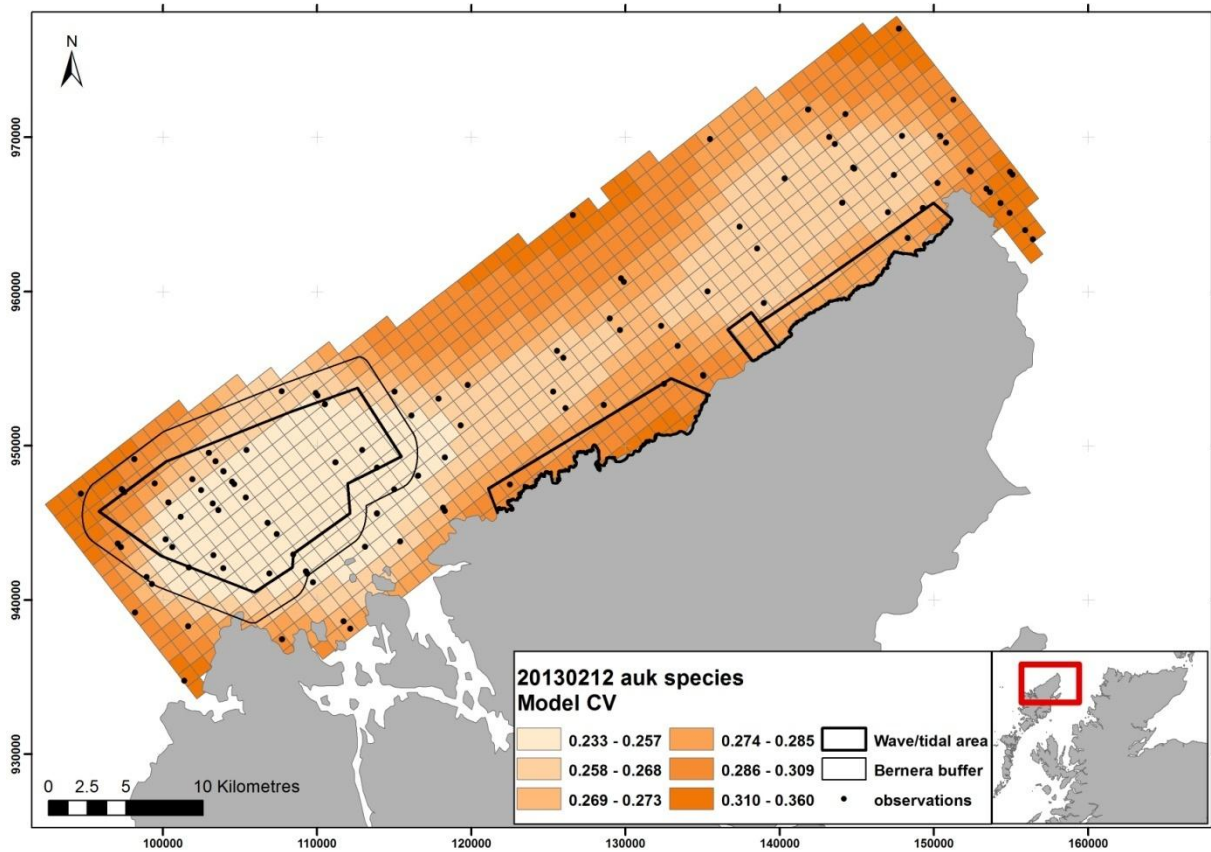 N
970000
960000
950000
940000
930000
20130212 auk species
Model CV
0.233 - 0.257
0.274 - 0.285
Wave/tidal area
0.258 - 0.268
0.286 - 0.309
Bernera buffer
0.269 - 0.273
0.310 - 0.360
observations
0 2.5 5 10 Kilometres
100000 110000 120000 130000 140000 150000 160000